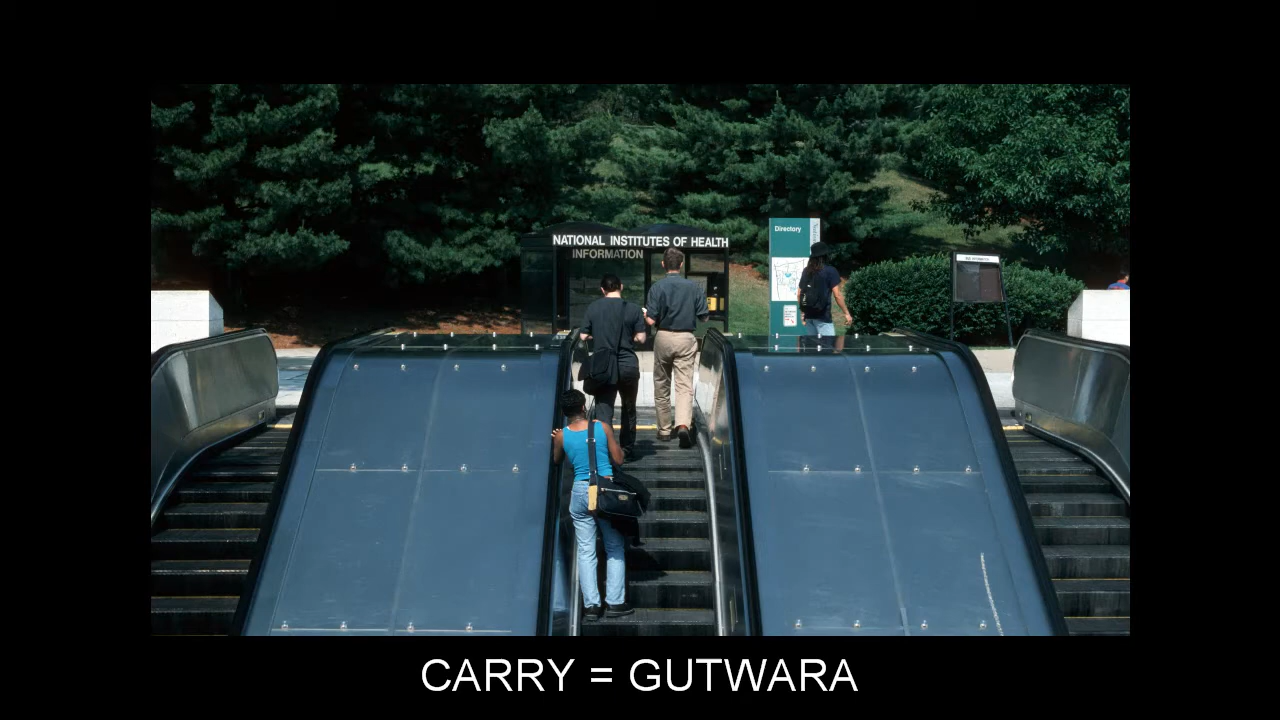 NATIONAL INSTITUTES OF HEALTH
INFORMATION
Directory
CARRY = GUTWARA